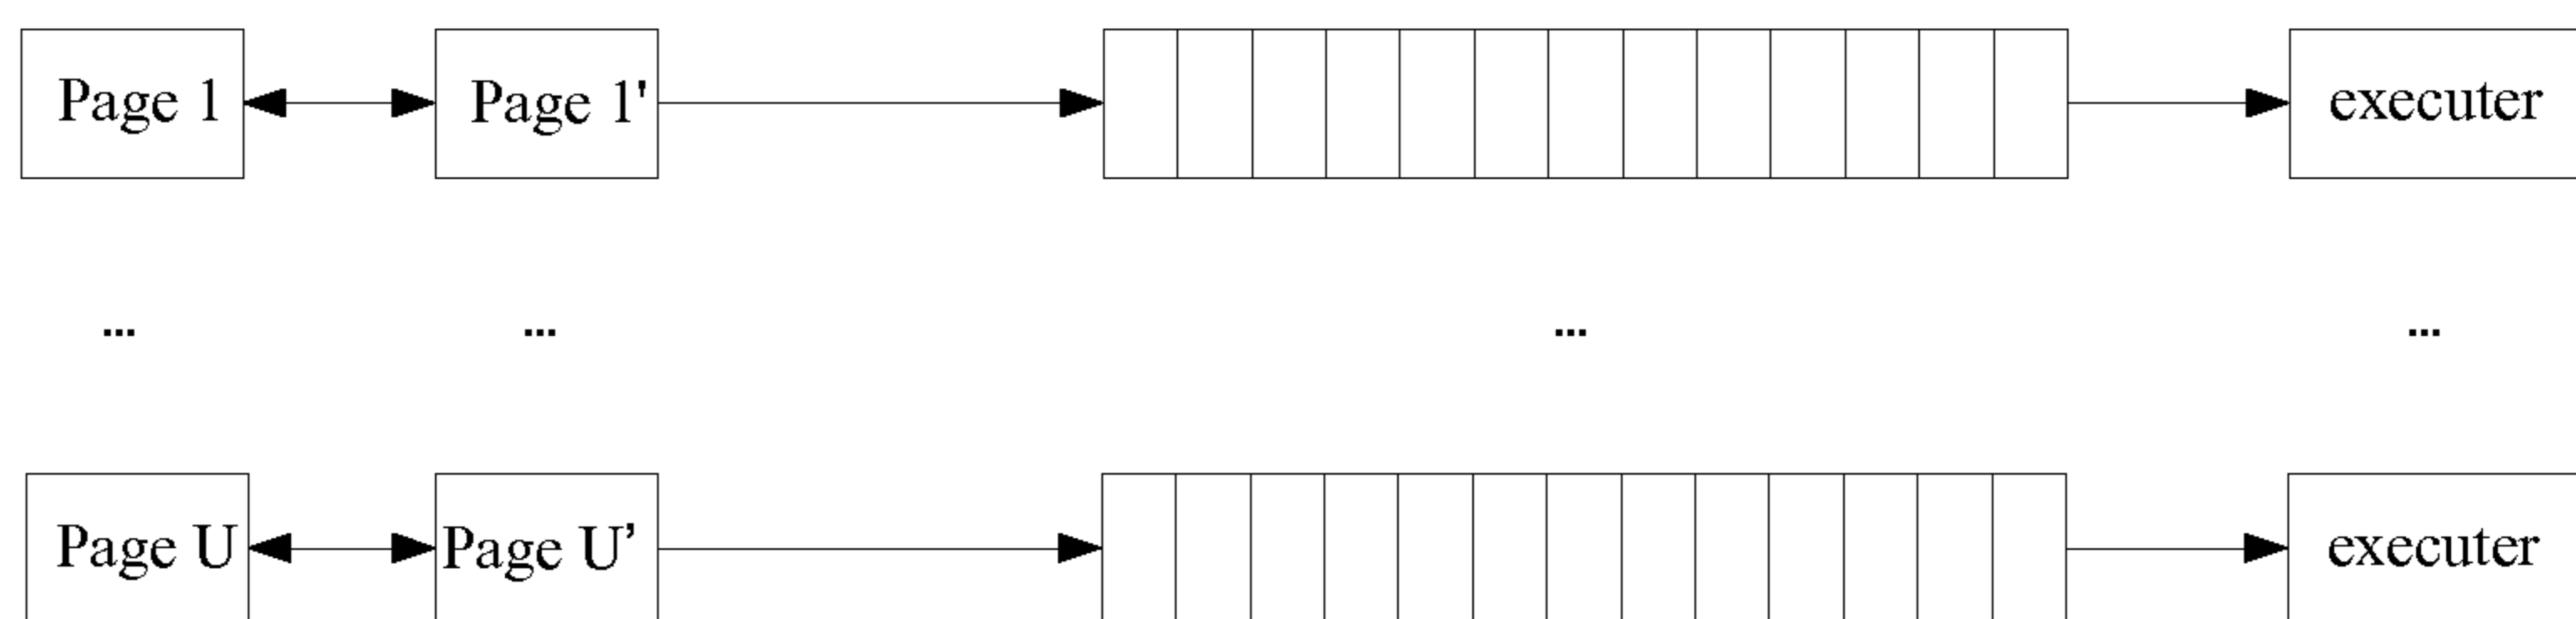 Page 1 Page 1' executer
... ... ... ...
Page U Page U’ executer